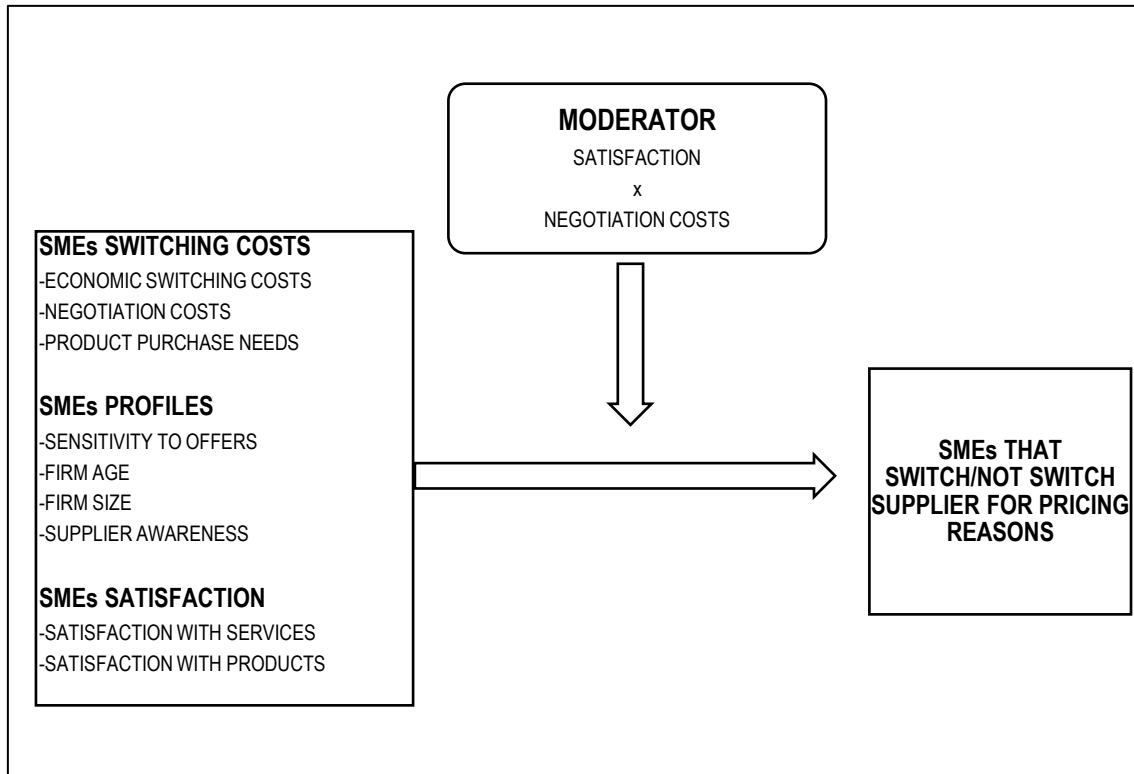 MODERATOR
SATISFACTION
x
NEGOTIATION COSTS
SMEs SWITCHING COSTS
-ECONOMIC SWITCHING COSTS
-NEGOTIATION COSTS
-PRODUCT PURCHASE NEEDS
SMEs PROFILES
-SENSITIVITY TO OFFERS
-FIRM AGE
-FIRM SIZE
-SUPPLIER AWARENESS
SMEs SATISFACTION
-SATISFACTION WITH SERVICES
-SATISFACTION WITH PRODUCTS
SMEs THAT
SWITCH/NOT SWITCH
SUPPLIER FOR PRICING
REASONS